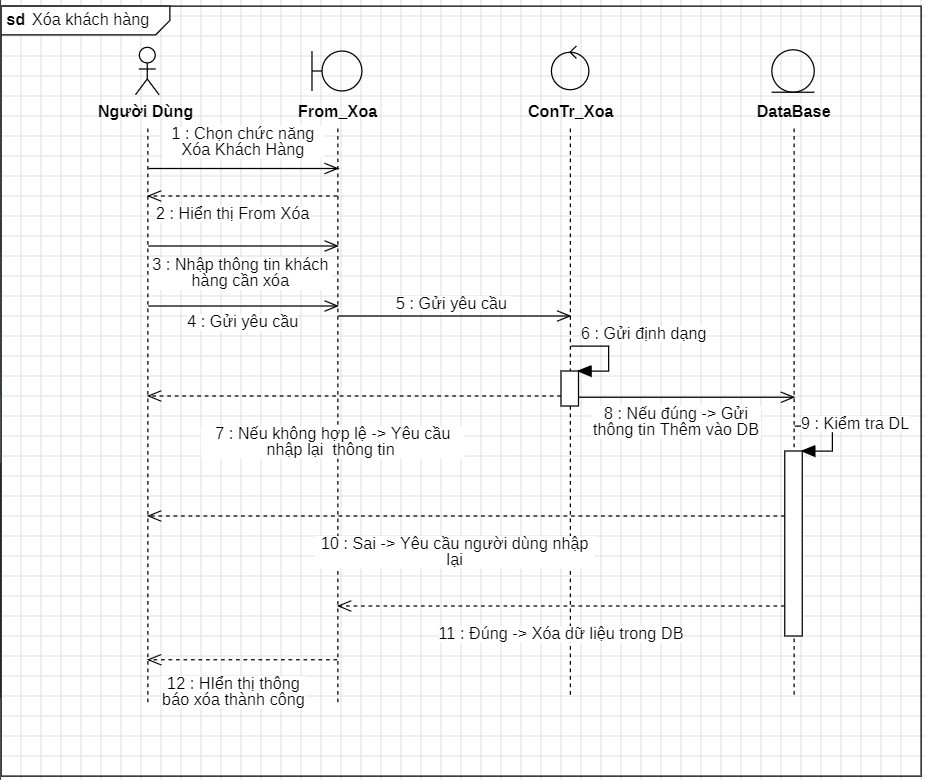 sd Xóa khách hàng
Người Dùng
From_Xoa
ConTr_Xoa
DataBase
1 : Chọn chức năng
Xóa Khách Hàng
2 : Hiển thị From Xóa
3 : Nhập thông tin khách
hàng cần xóa
4 : Gửi yêu cầu
5 : Gửi yêu cầu
6 : Gửi định dạng
7 : Nếu không hợp lệ -> Yêu cầu
nhập lại thông tin
8 : Nếu đúng -> Gửi
thông tin Thêm vào DB
9 : Kiểm tra DL
10 : Sai -> Yêu cầu người dùng nhập
lại
11 : Đúng -> Xóa dữ liệu trong DB
12 : HIển thị thông
báo xóa thành công